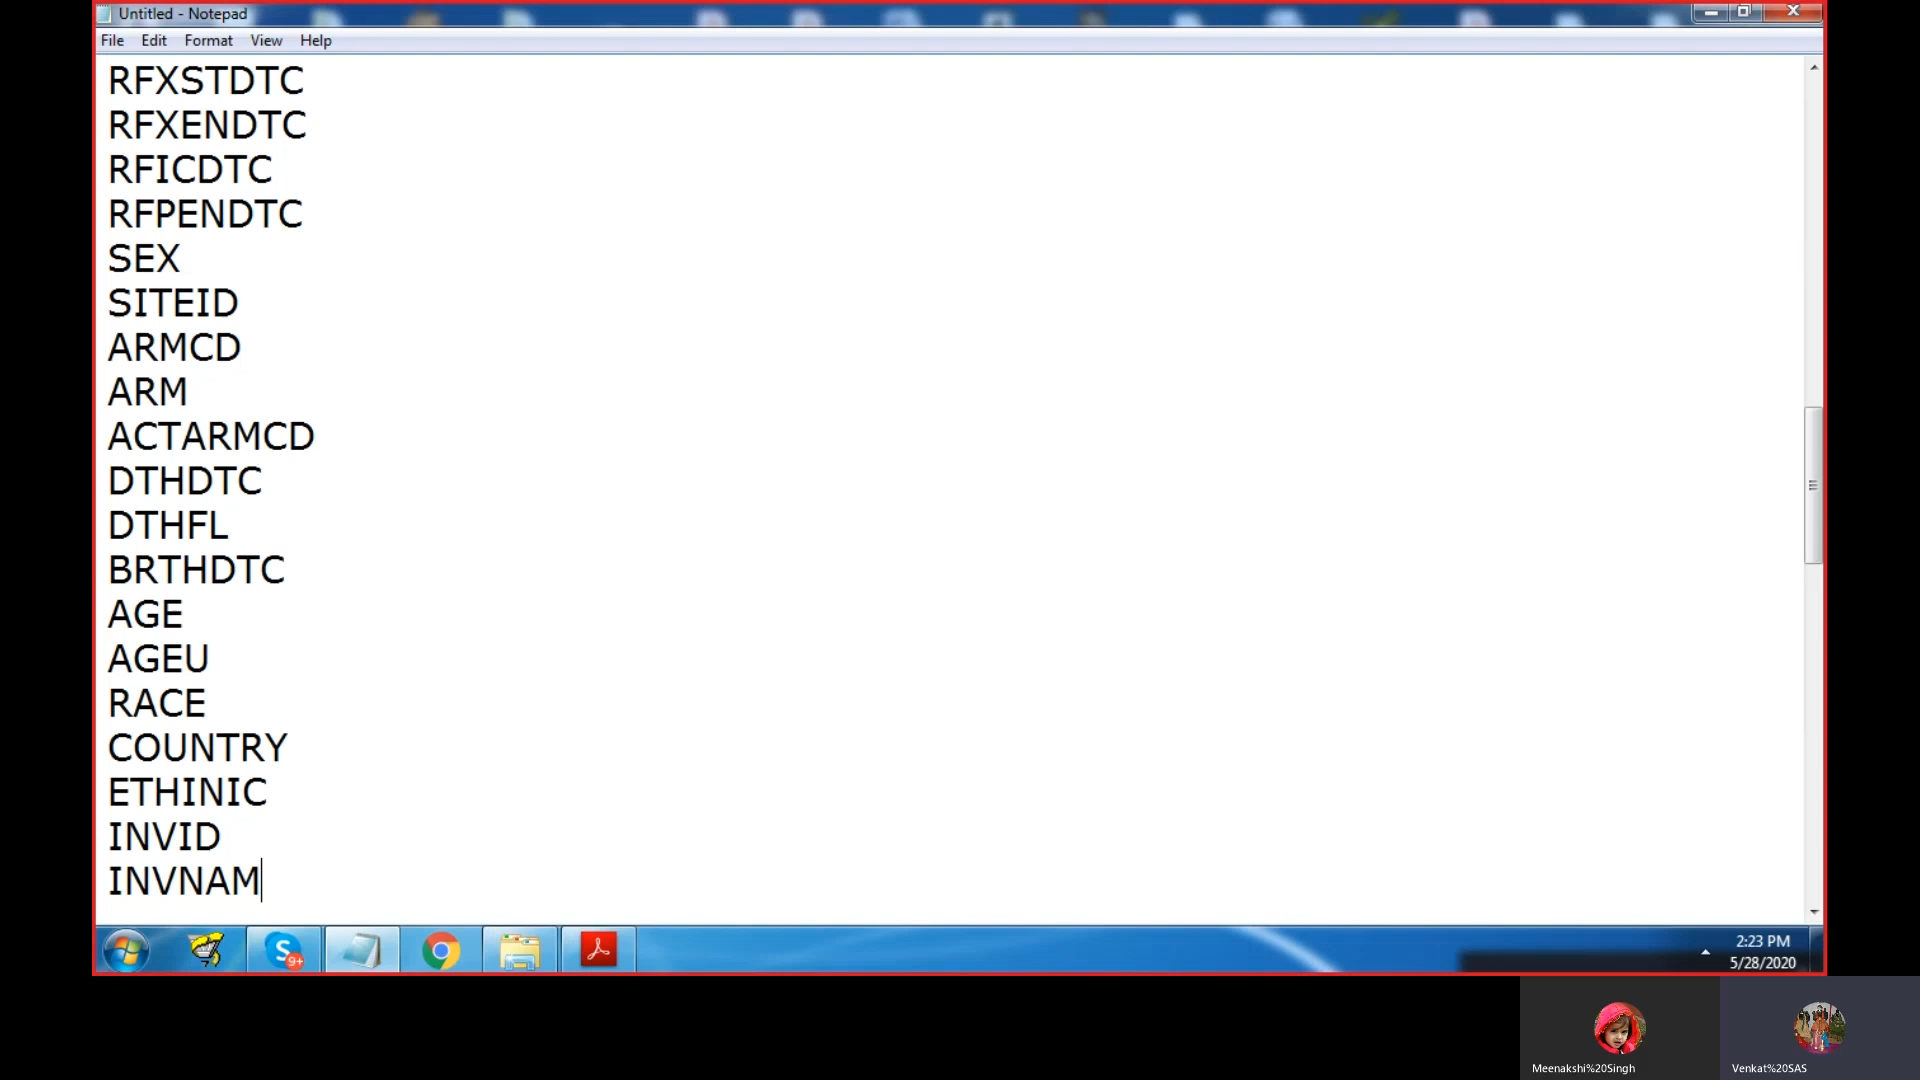 Untitled - Notepad
File Edit Format View Help
RFXSTDTC
RFXENDTC
RFICDTC
RFPENDTC
SEX
SITEID
ARMCD
ARM
ACTARMCD
DTHDTC
DTHFL
BRTHDTC
AGE
AGEU
RACE
COUNTRY
ETHINIC
INVID
INVNAM
S 9+
2:23 PM
5/28/2020
Meenakshi%20Singh
Venkat%20SAS